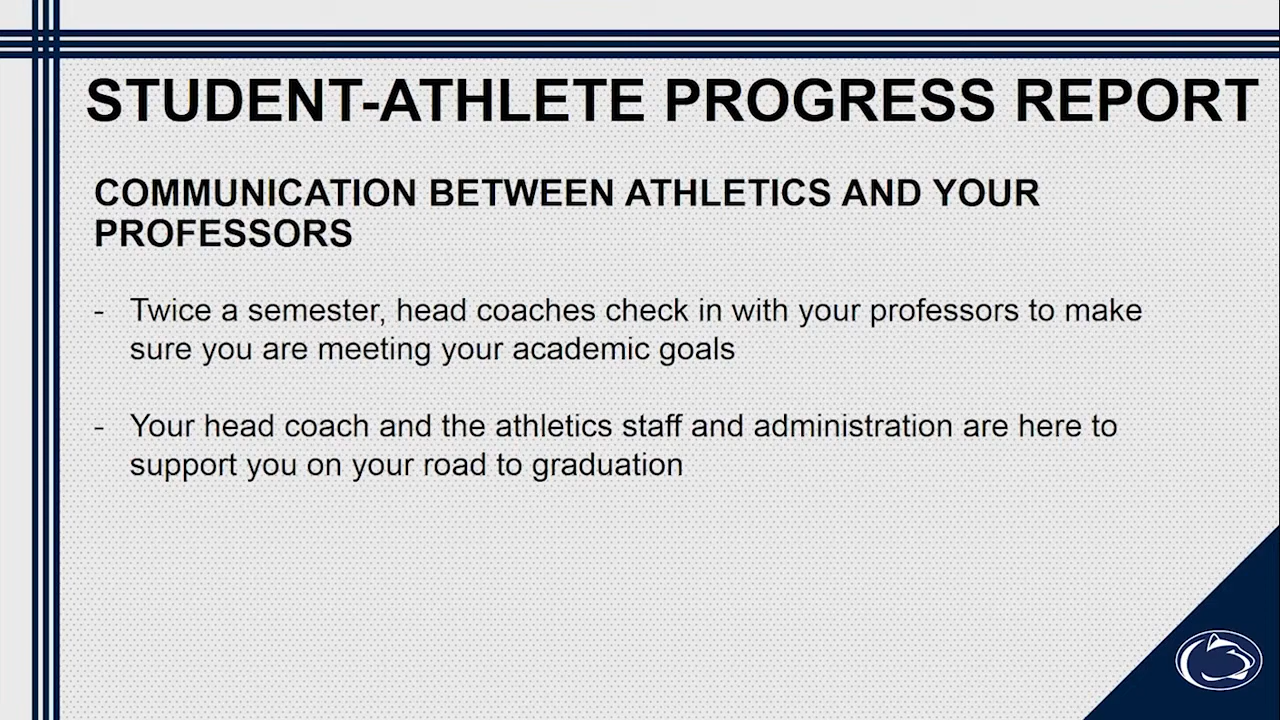 STUDENT-ATHLETE PROGRESS REPORT
COMMUNICATION BETWEEN ATHLETICS AND YOUR
PROFESSORS
- Twice a semester, head coaches check in with your professors to make
sure you are meeting your academic goals
- Your head coach and the athletics staff and administration are here to
support you on your road to graduation